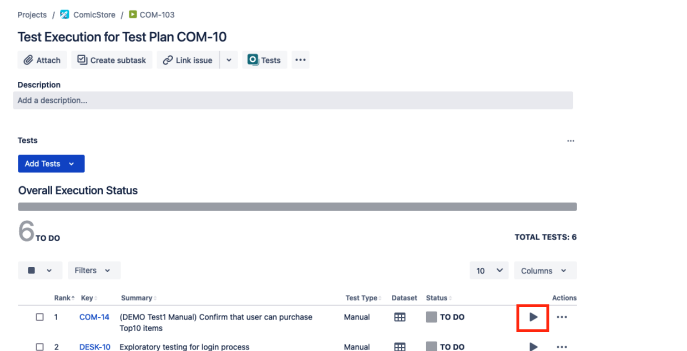 Projects / ComicStore / COM-103
Test Execution for Test Plan COM-10
Attach Create subtask Link issue Tests ...
Description
Add a description...
Tests ...
Add Tests
Overall Execution Status
6 TO DO TOTAL TESTS: 6
Filters 10 Columns
Rank Key Summary Test Type Dataset Status Actions
1 COM-14 (DEMO Test1 Manual) Confirm that user can purchase Manual TO DO ...
Top10 items
2 DESK-10 Exploratory testing for login process Manual TO DO ...